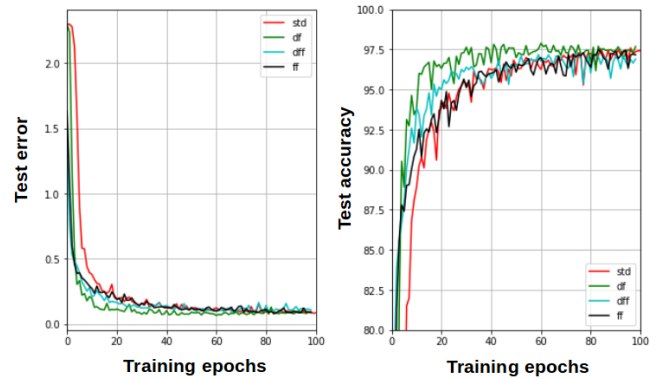 std
df
dff
ff
2.0
1.5
1.0
0.5
0.0
0
20
40
60
80
100
Test error
Training epochs
100.0
97.5
95.0
92.5
90.0
87.5
85.0
82.5
80.0
0
20
40
60
80
100
std
df
dff
ff
Test accuracy
Training epochs